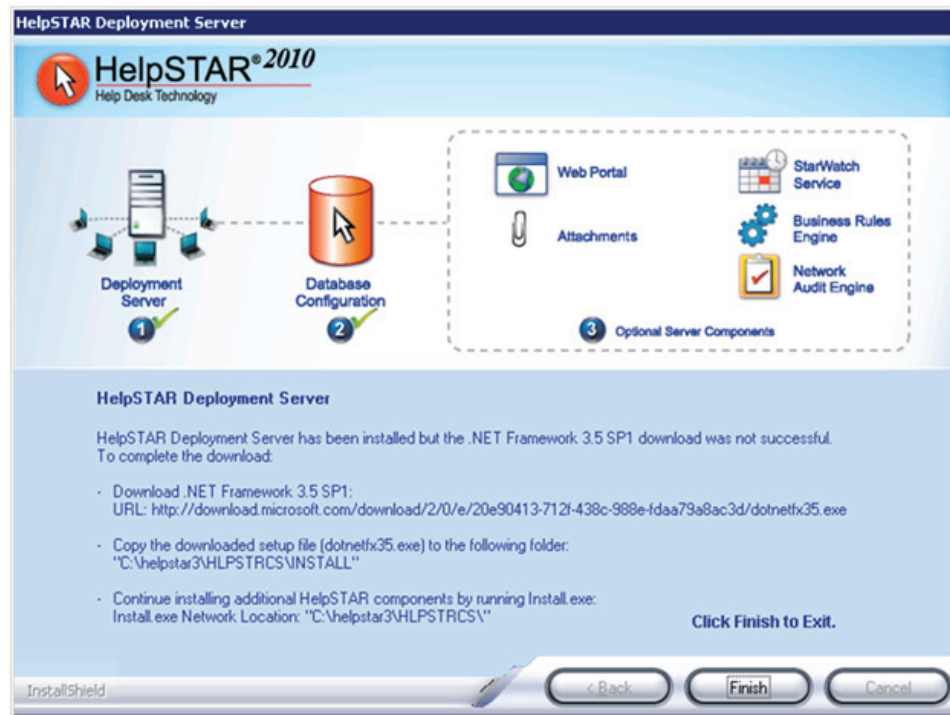 HelpSTAR Deployment Server
HelpSTAR® 2010
Help Desk Technology
Web Portal
StarWatch
Service
Attachments
Business Rules
Engine
Network
Audit Engine
Deployment
Server
1
Database
Configuration
2
3 Optional Server Components
HelpSTAR Deployment Server
HelpSTAR Deployment Server has been installed but the .NET Framework 3.5 SP1 download was not successful.
To complete the download:
- Download .NET Framework 3.5 SP1:
URL: http://download.microsoft.com/download/2/0/e/20e90413-712f-438c-988e-fdaa79a8ac3d/dotnetfx35.exe
- Copy the downloaded setup file (dotnetfx35.exe) to the following folder:
"C:\helpstar3\HLPSTRCS\INSTALL"
- Continue installing additional HelpSTAR components by running Install.exe:
Install.exe Network Location: "C:\helpstar3\HLPSTRCS\"
Click Finish to Exit.
InstallShield
< Back
Finish
Cancel